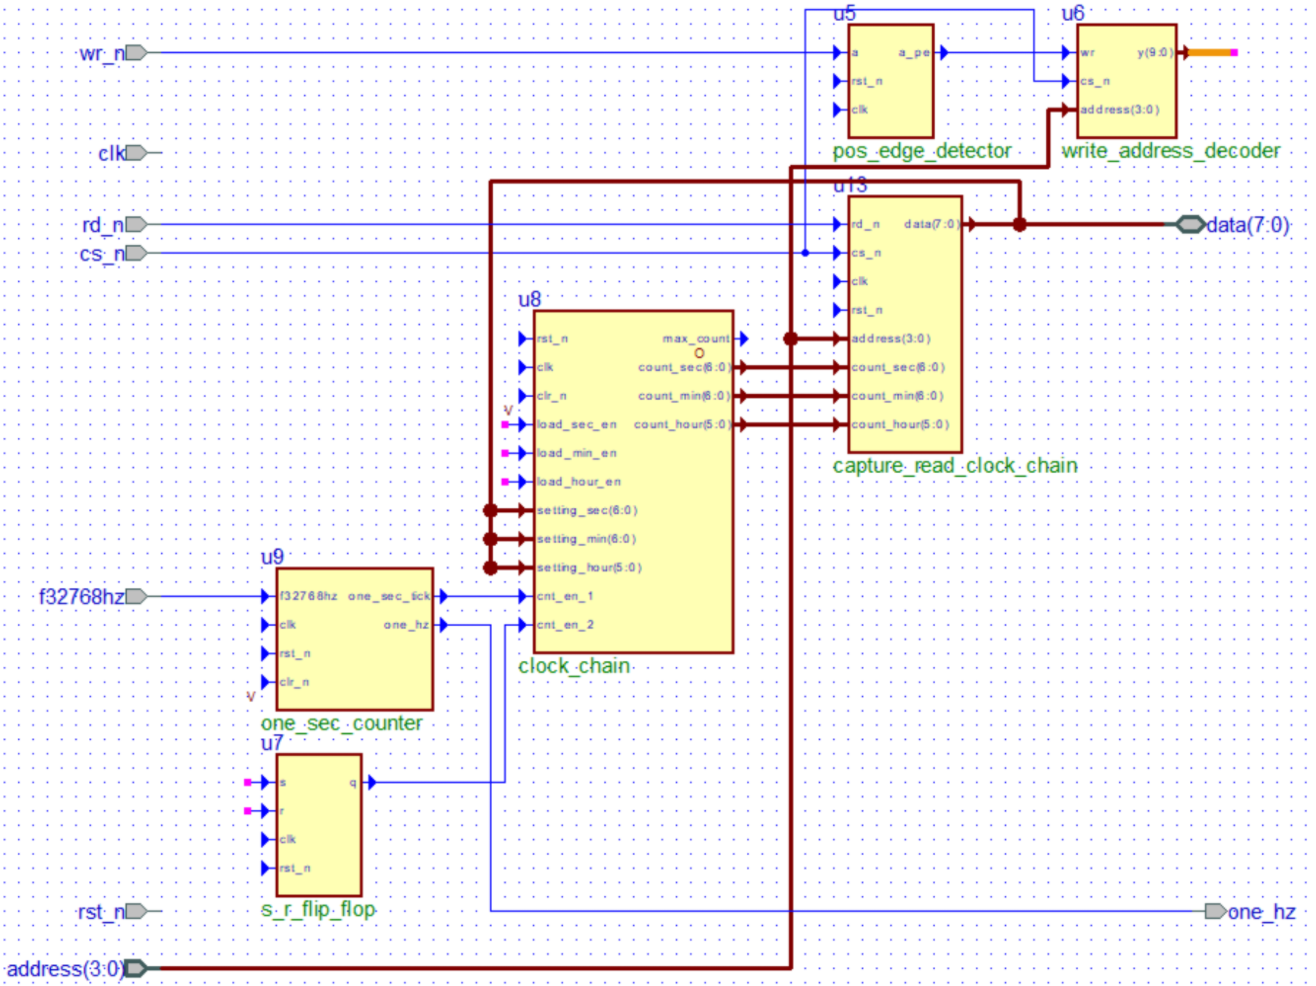 u5
u6
wr_n
a
a_pe
wr
y(9:0)
rst_n
cs_n
clk
address(3:0)
pos_edge_detector
write_address_decoder
clk
u13
rd_n
rd_n
data(7:0)
data(7:0)
cs_n
cs_n
clk
rst_n
address(3:0)
count_sec(6:0)
count_min(6:0)
count_hour(5:0)
capture_read_clock_chain
u8
rst_n
max_count
O
clk
count_sec(6:0)
clr_n
count_min(6:0)
V
load_sec_en
count_hour(5:0)
load_min_en
load_hour_en
setting_sec(6:0)
setting_min(6:0)
setting_hour(5:0)
cnt_en_1
cnt_en_2
clock_chain
u9
f32768hz
f32768hz
one_sec_tick
clk
one_hz
rst_n
clr_n
V
one_sec_counter
u7
s
q
r
clk
rst_n
s_r_flip_flop
rst_n
one_hz
address(3:0)